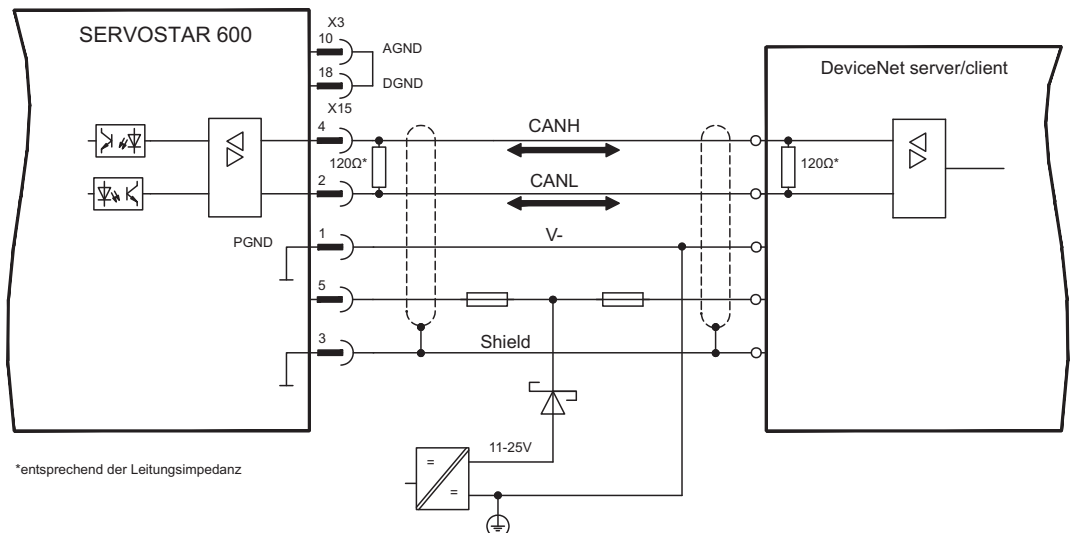 SERVOSTAR 600
X3
10
AGND
18
DGND
X15
DeviceNet server/client
4
CANH
120Ω*
120Ω*
2
CANL
PGND
1
V-
5
3
Shield
11-25V
=
=
*entsprechend der Leitungsimpedanz